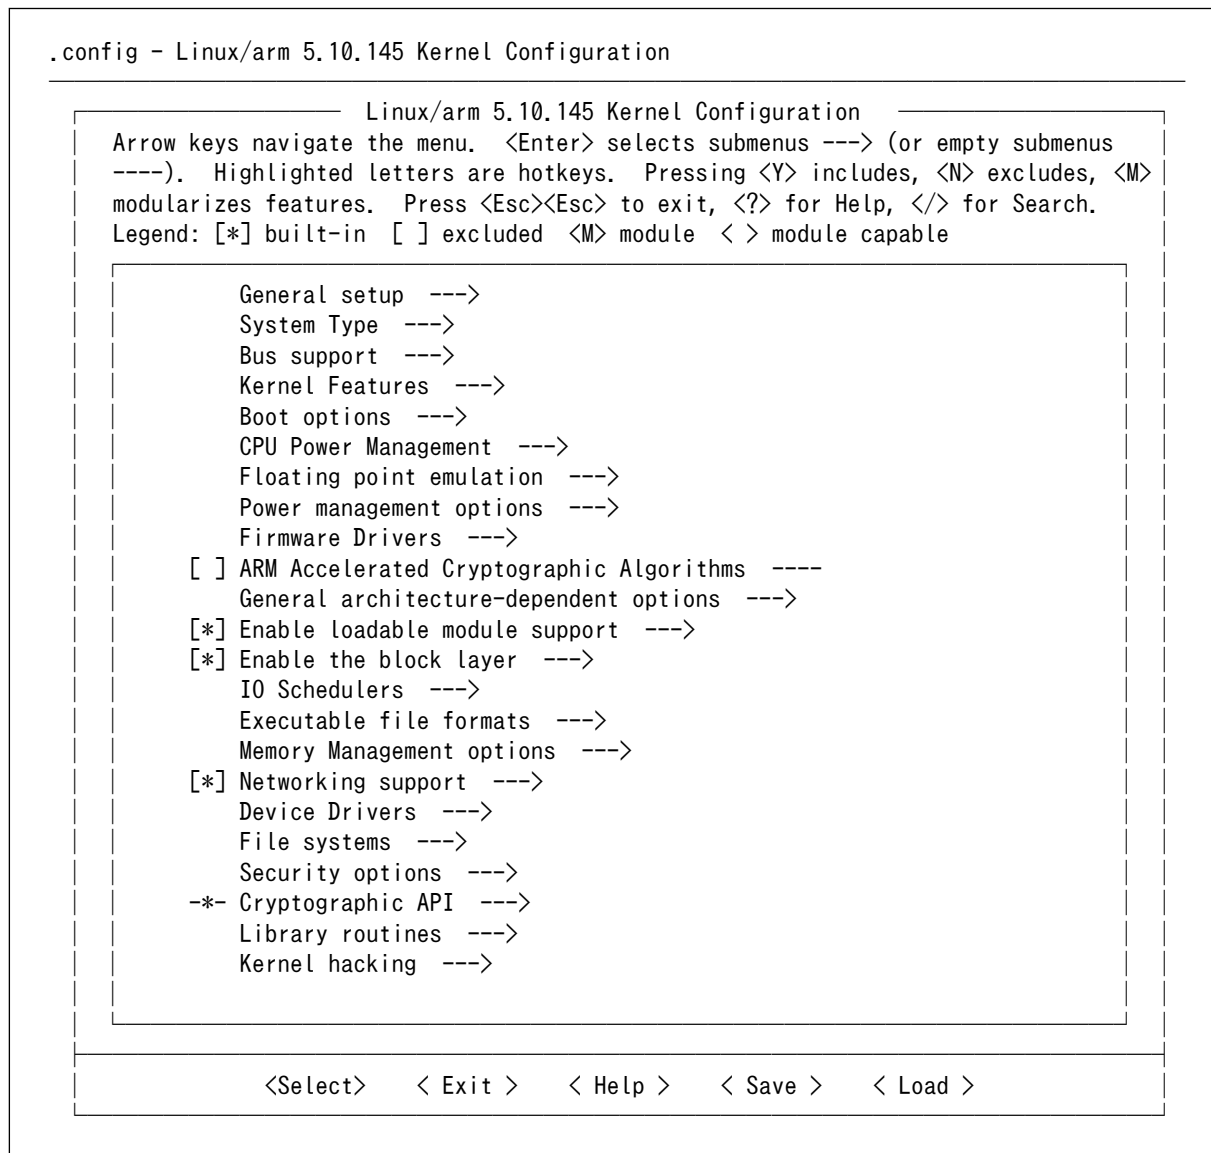 .config - Linux/arm 5.10.145 Kernel Configuration
Linux/arm 5.10.145 Kernel Configuration
Arrow keys navigate the menu.  <Enter> selects submenus ---> (or empty submenus
----).  Highlighted letters are hotkeys.  Pressing <Y> includes, <N> excludes, <M>
modularizes features.  Press <Esc><Esc> to exit, <?> for Help, </> for Search.
Legend: [*] built-in  [ ] excluded  <M> module  < > module capable
General setup  --->
System Type  --->
Bus support  --->
Kernel Features  --->
Boot options  --->
CPU Power Management  --->
Floating point emulation  --->
Power management options  --->
Firmware Drivers  --->
[ ] ARM Accelerated Cryptographic Algorithms  ----
General architecture-dependent options  --->
[*] Enable loadable module support  --->
[*] Enable the block layer  --->
IO Schedulers  --->
Executable file formats  --->
Memory Management options  --->
[*] Networking support  --->
Device Drivers  --->
File systems  --->
Security options  --->
-*- Cryptographic API  --->
Library routines  --->
Kernel hacking  --->
<Select>    < Exit >    < Help >    < Save >    < Load >